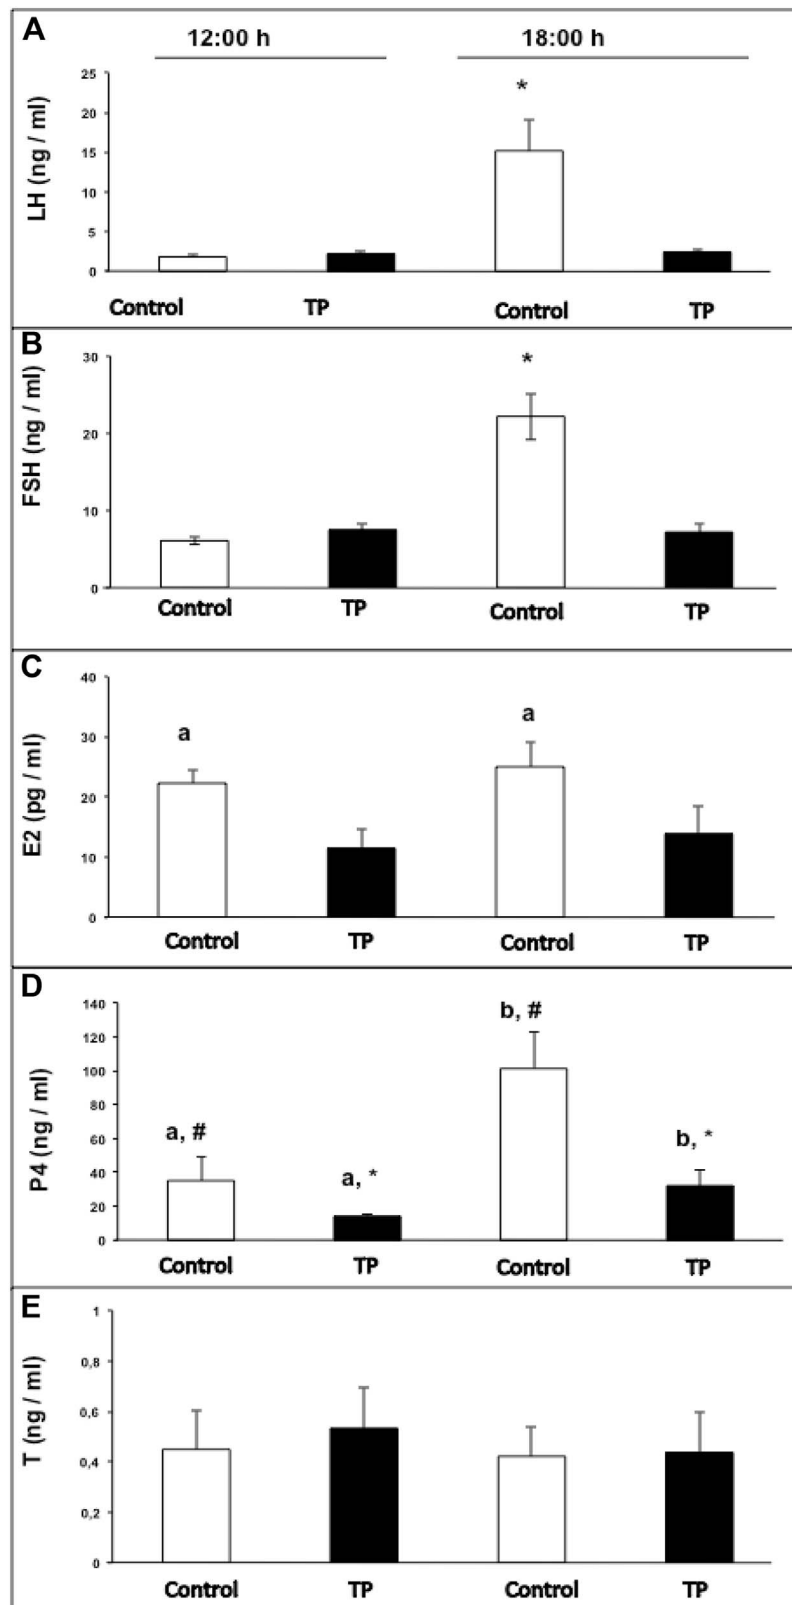 A
12:00 h 18:00 h
LH (ng / ml)
25
20
15
10
5
0
*
Control TP Control TP
B
FSH (ng / ml)
30
20
10
0
*
Control TP Control TP
C
E2 (pg / ml)
40
30
20
10
0
a a
Control TP Control TP
D
P4 (ng / ml)
140
120
100
80
60
40
20
0
a, # a, * b, # b, *
Control TP Control TP
E
T (ng / ml)
1
0,8
0,6
0,4
0,2
0
Control TP Control TP